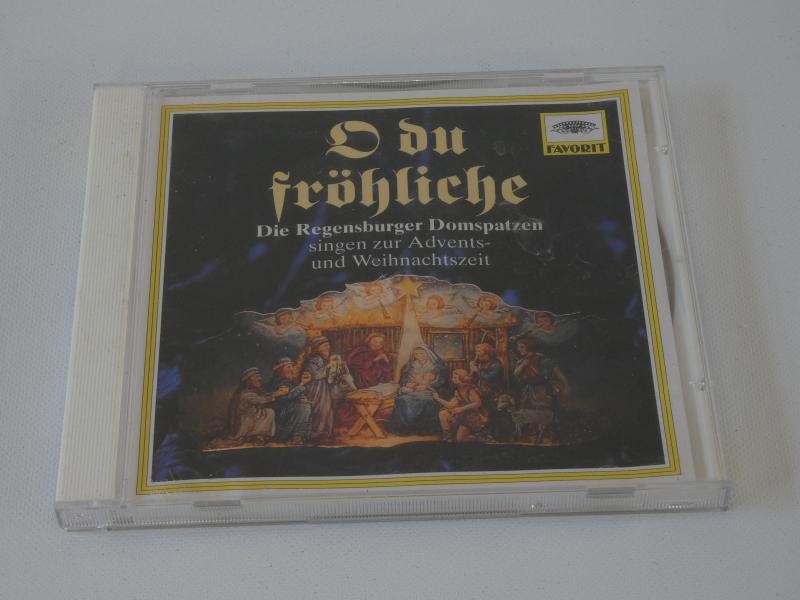 O du
fröhliche
FAVORIT
Die Regensburger Domspatzen
singen zur Advents-
und Weihnachtszeit